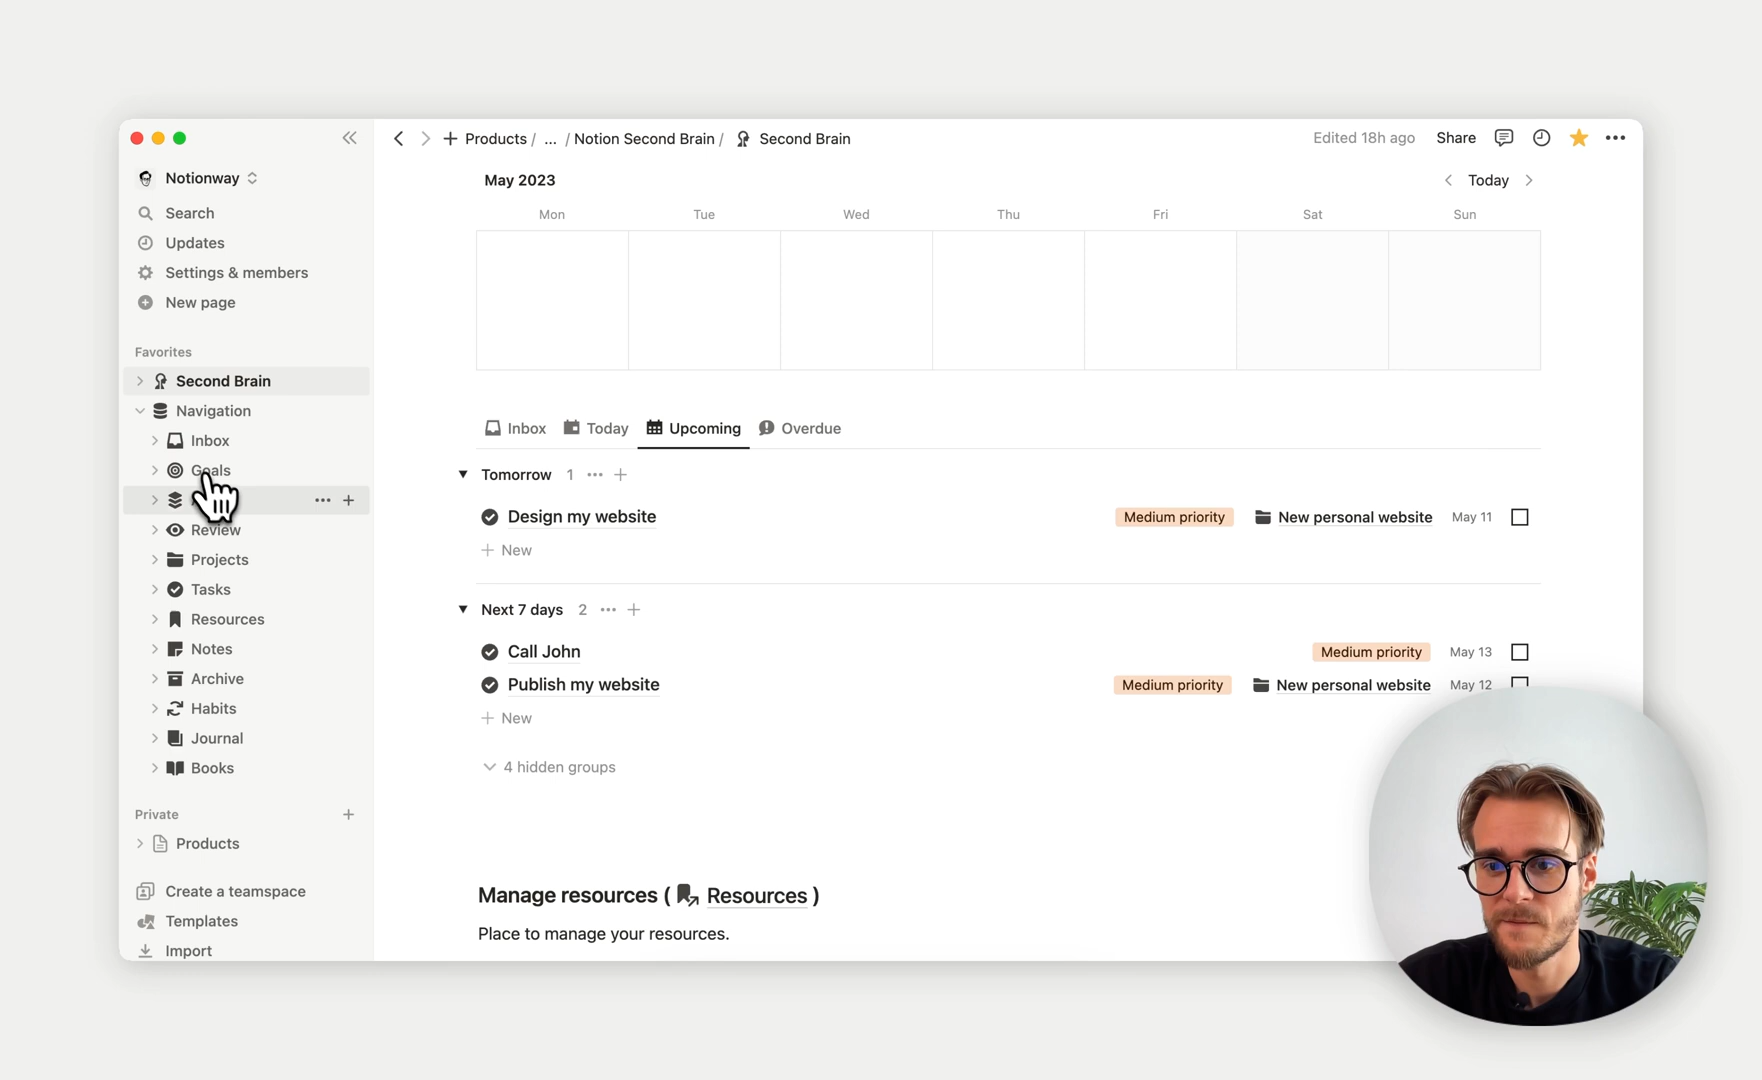 Products / ... / Notion Second Brain / Second Brain
Edited 18h ago Share
Notionway
Search
Updates
Settings & members
New page
Favorites
Second Brain
Navigation
Inbox
Goals
Review
Projects
Tasks
Resources
Notes
Archive
Habits
Journal
Books
Private
Products
Create a teamspace
Templates
Import
May 2023
Today
Mon Tue Wed Thu Fri Sat Sun
Inbox Today Upcoming Overdue
Tomorrow 1
Design my website Medium priority New personal website May 11
New
Next 7 days 2
Call John Medium priority May 13
Publish my website Medium priority New personal website May 12
New
4 hidden groups
Manage resources ( Resources )
Place to manage your resources.